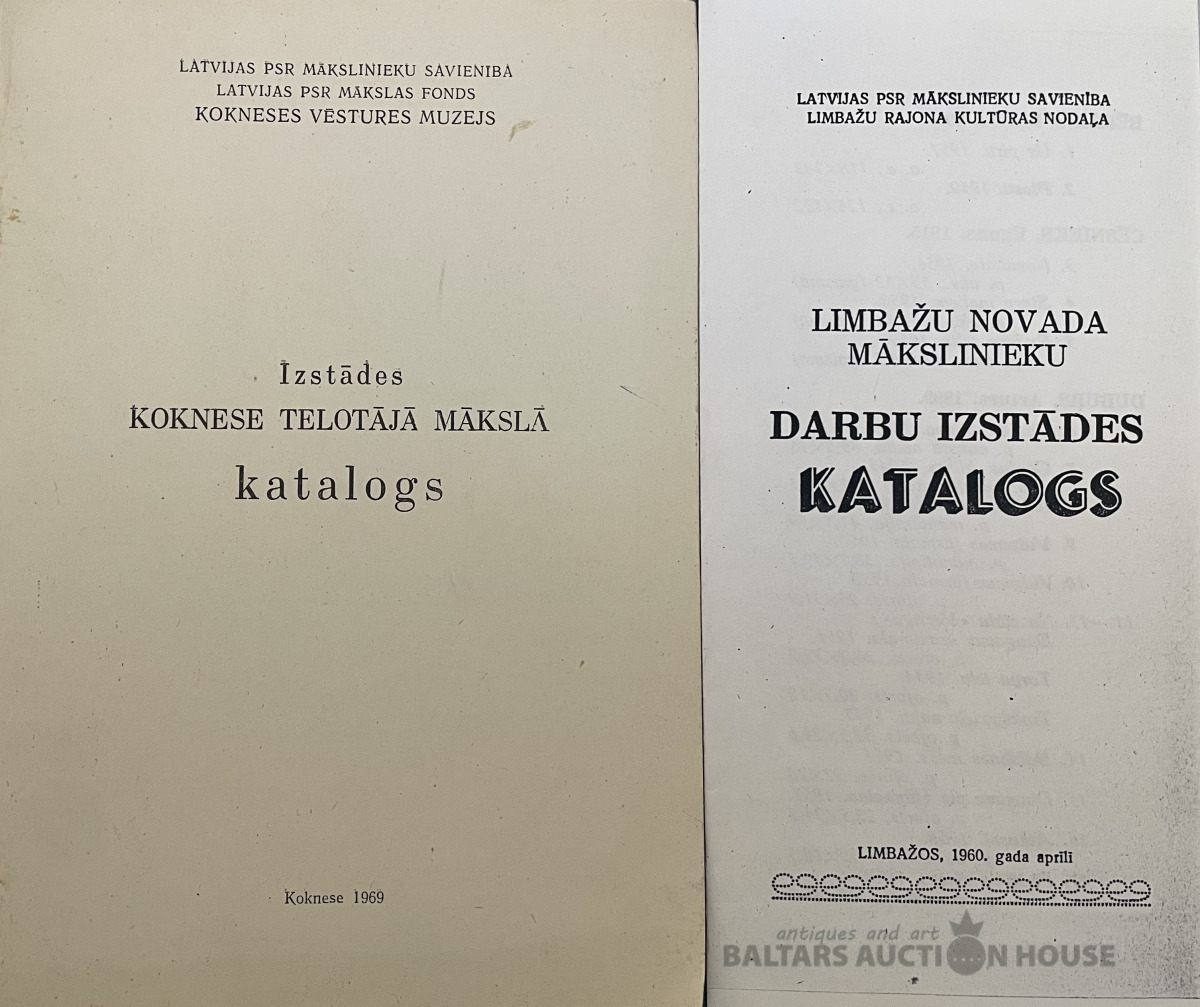 LATVIJAS PSR MĀKSLINIEKU SAVIENĪBA
LATVIJAS PSR MĀKSLAS FONDS
KOKNESES VĒSTURES MUZEJS
Izstādes
KOKNESE TELOTĀJĀ MĀKSLĀ
katalogs
Koknese 1969
LATVIJAS PSR MĀKSLINIEKU SAVIENĪBA
LIMBAŽU RAJONA KULTŪRAS NODAĻA
LIMBAŽU NOVADA
MĀKSLINIEKU
DARBU IZSTĀDES
KATALOGS
LIMBAŽOS, 1960. gada aprīlī
antiques and art
BALTARS AUCTION HOUSE